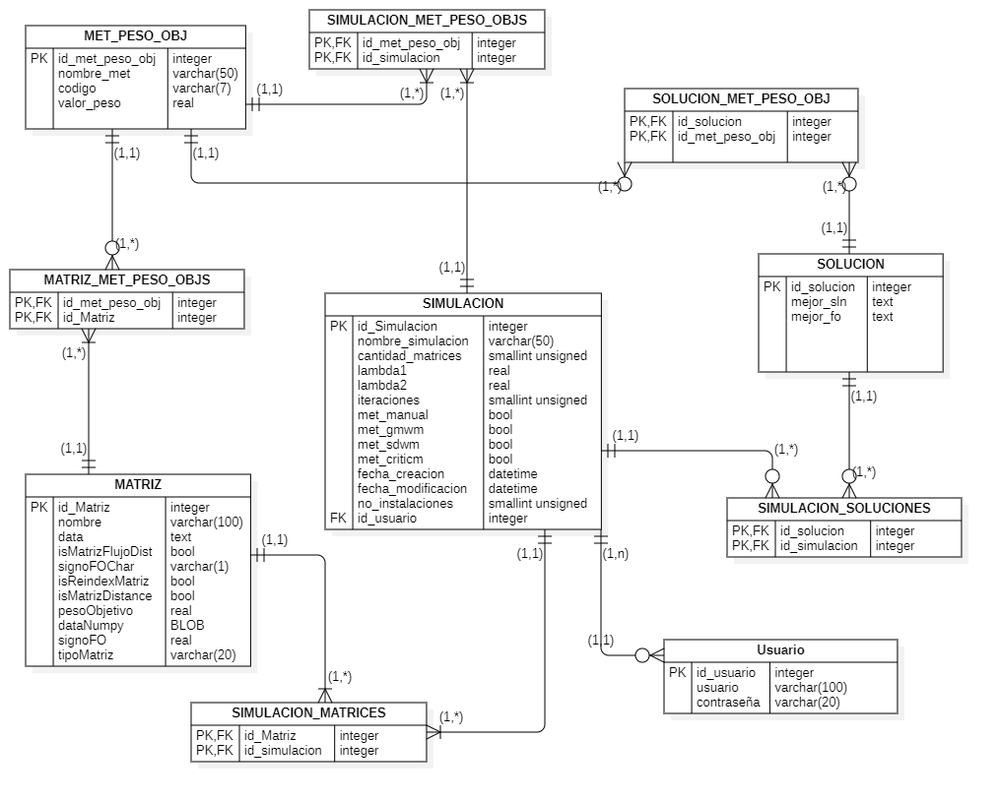 MET_PESO_OBJ
PK id_met_peso_obj integer
nombre_met varchar(50)
codigo varchar(7)
valor_peso real
(1,1)
(1,1)
(1,1)
SIMULACION_MET_PESO_OBJS
PK,FK id_met_peso_obj integer
PK,FK id_simulacion integer
(1,*)
(1,*)
SOLUCION_MET_PESO_OBJ
PK,FK id_solucion integer
PK,FK id_met_peso_obj integer
(1,*)
(1,*)
(1,*)
MATRIZ_MET_PESO_OBJS
PK,FK id_met_peso_obj integer
PK,FK id_Matriz integer
(1,*)
(1,1)
SIMULACION
PK id_Simulacion integer
nombre_simulacion varchar(50)
cantidad_matrices smallint unsigned
lambda1 real
lambda2 real
iteraciones smallint unsigned
met_manual bool
met_gmwm bool
met_sdwm bool
met_criticm bool
fecha_creacion datetime
fecha_modificacion datetime
no_instalaciones smallint unsigned
FK id_usuario integer
(1,1)
(1,1)
(1,n)
(1,1)
SOLUCION
PK id_solucion integer
mejor_sln text
mejor_fo text
(1,1)
(1,*)
(1,*)
SIMULACION_SOLUCIONES
PK,FK id_solucion integer
PK,FK id_simulacion integer
(1,1)
MATRIZ
PK id_Matriz integer
nombre varchar(100)
data text
isMatrizFlujoDist bool
signoFOChar varchar(1)
isReindexMatriz bool
isMatrizDistance bool
pesoObjetivo real
dataNumpy BLOB
signoFO real
tipoMatriz varchar(20)
(1,1)
(1,*)
SIMULACION_MATRICES
PK,FK id_Matriz integer
PK,FK id_simulacion integer
(1,*)
(1,1)
Usuario
PK id_usuario integer
usuario varchar(100)
contraseña varchar(20)